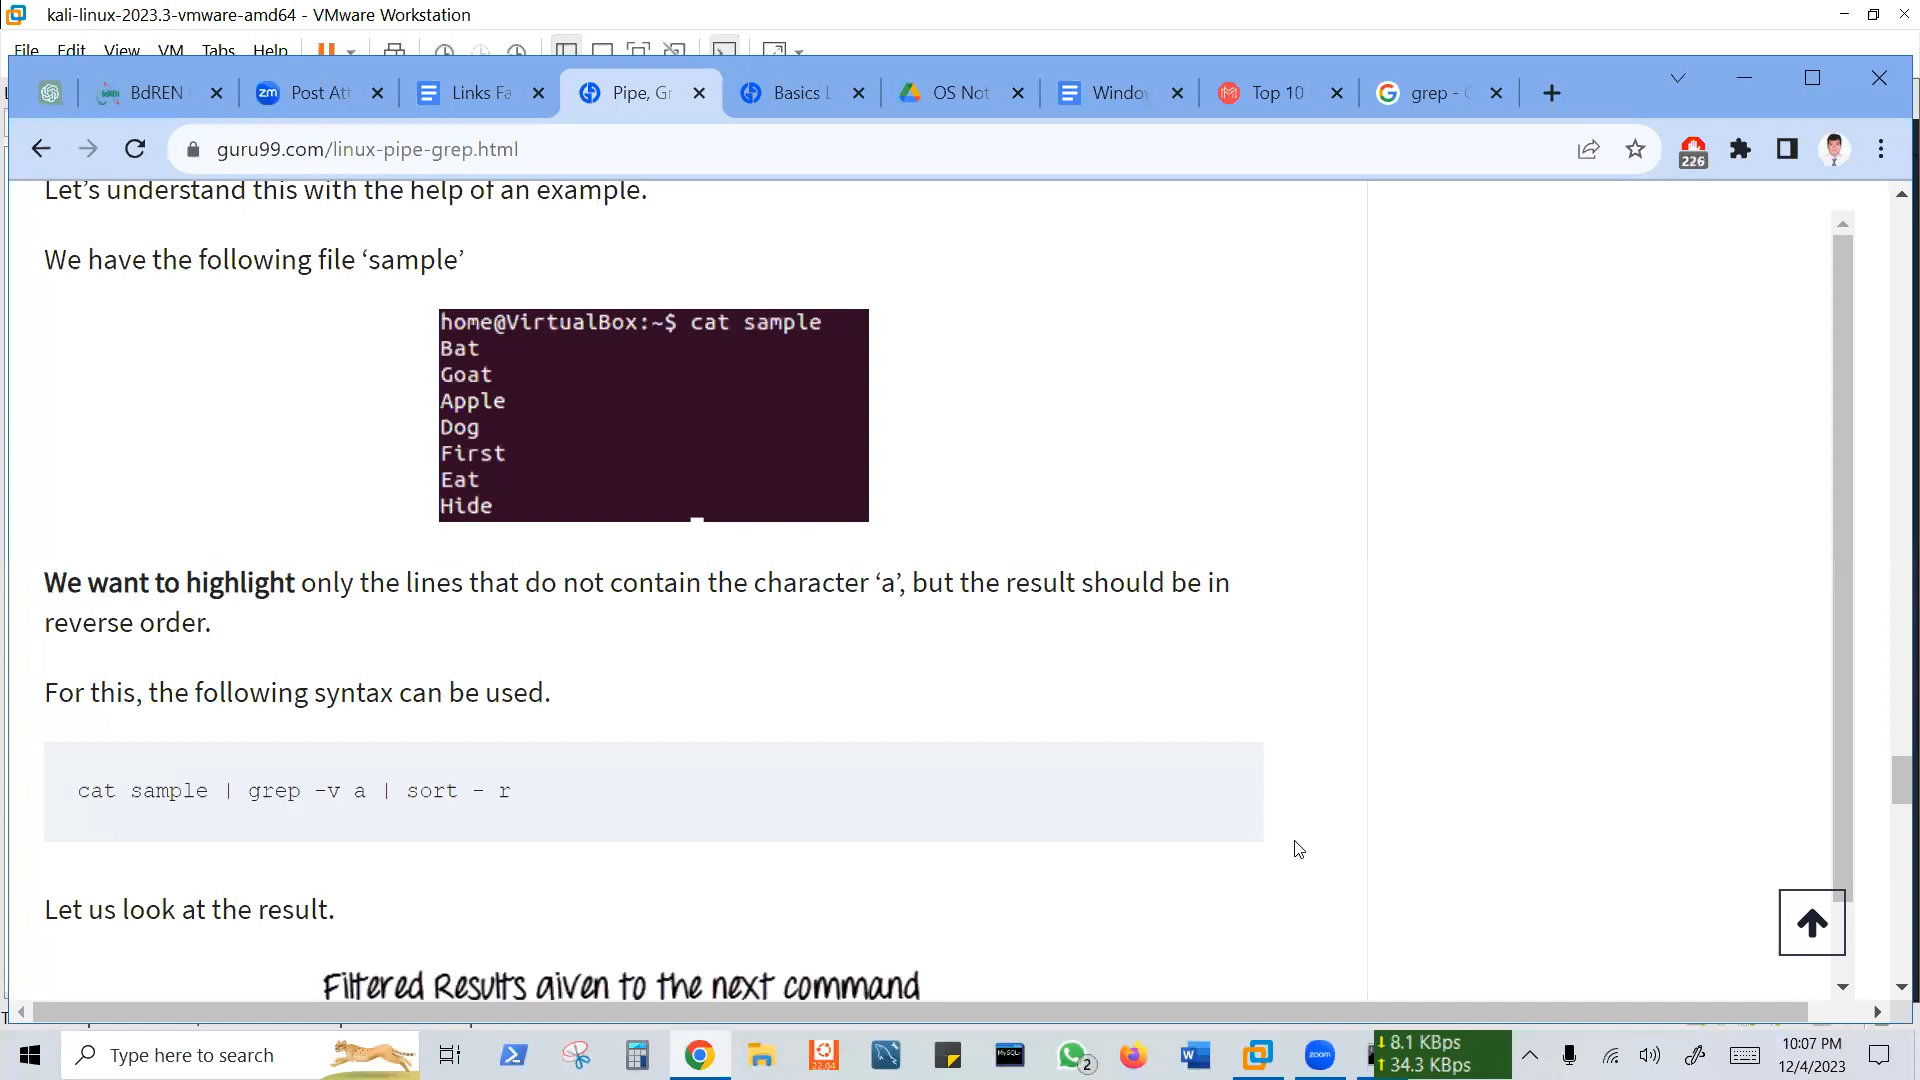 kali-linux-2023.3-vmware-amd64 - VMware Workstation
File Edit View VM Tabs Help
BdREN
zm Post Att
Links Fa
Pipe, Gr
Basics L
OS Not
Windo
Top 10
grep -
guru99.com/linux-pipe-grep.html
226
Let’s understand this with the help of an example.
We have the following file ‘sample’
home@VirtualBox:~$ cat sample
Bat
Goat
Apple
Dog
First
Eat
Hide
We want to highlight only the lines that do not contain the character ‘a’, but the result should be in
reverse order.
For this, the following syntax can be used.
cat sample | grep -v a | sort - r
Let us look at the result.
Filtered Results given to the next command
Type here to search
22.04
MySQL
2
zoom
8.1 KBps
34.3 KBps
10:07 PM
12/4/2023